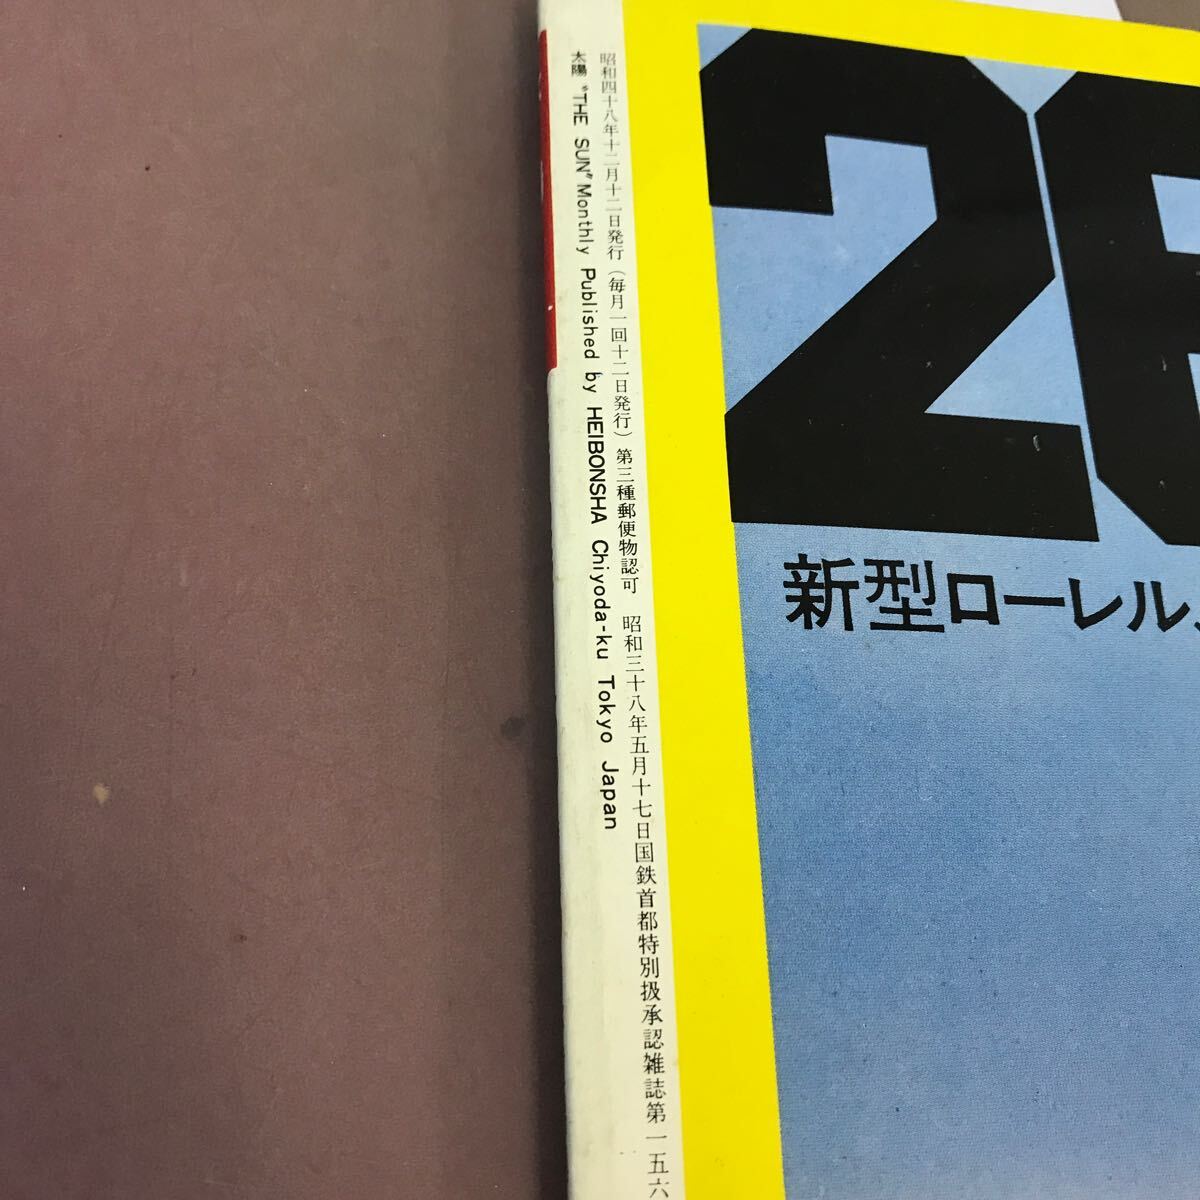 昭和四十八年十二月十二日発行（毎月一回十二日発行）第三種郵便物認可　昭和三十八年五月十七日国鉄首都特別扱承認雑誌第一五六
太陽 "THE SUN" Monthly Published by HEIBONSHA Chiyoda-ku Tokyo Japan
2
新型ローレル